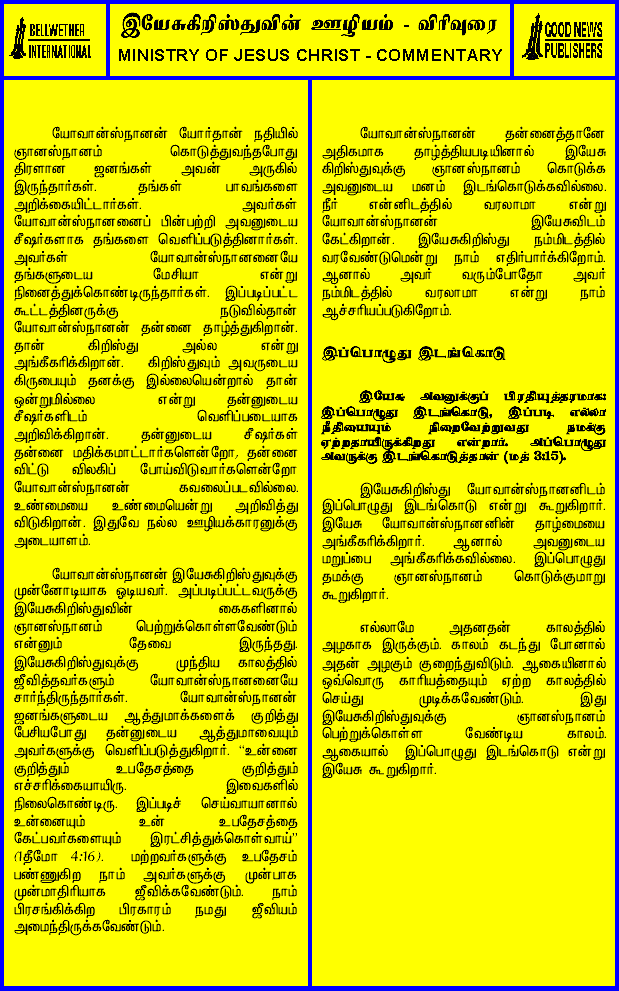 BELLWETHER
INTERNATIONAL
இயேசுகிறிஸ்துவின் ஊழியம் - விரிவுரை
MINISTRY OF JESUS CHRIST - COMMENTARY
GOOD NEWS
PUBLISHERS
யோவான்ஸ்நானன் யோர்தான் நதியில்
ஞானஸ்நானம் கொடுத்துவந்தபோது
திரளான ஜனங்கள் அவன் அருகில்
இருந்தார்கள். தங்கள் பாவங்களை
அறிக்கையிட்டார்கள். அவர்கள்
யோவான்ஸ்நானனைப் பின்பற்றி அவனுடைய
சீஷர்களாக தங்களை வெளிப்படுத்தினார்கள்.
அவர்கள் யோவான்ஸ்நானனையே
தங்களுடைய மேசியா என்று
நினைத்துக்கொண்டிருந்தார்கள். இப்படிப்பட்ட
கூட்டத்தினருக்கு நடுவில்தான்
யோவான்ஸ்நானன் தன்னை தாழ்த்துகிறான்.
தான் கிறிஸ்து அல்ல என்று
அங்கீகரிக்கிறான். கிறிஸ்துவும் அவருடைய
கிருபையும் தனக்கு இல்லையென்றால் தான்
ஒன்றுமில்லை என்று தன்னுடைய
சீஷர்களிடம் வெளிப்படையாக
அறிவிக்கிறான். தன்னுடைய சீஷர்கள்
தன்னை மதிக்கமாட்டார்களென்றோ, தன்னை
விட்டு விலகிப் போய்விடுவார்களென்றோ
யோவான்ஸ்நானன் கவலைப்படவில்லை.
உண்மையை உண்மையென்று அறிவித்து
விடுகிறான். இதுவே நல்ல ஊழியக்காரனுக்கு
அடையாளம்.
யோவான்ஸ்நானன் இயேசுகிறிஸ்துவுக்கு
முன்னோடியாக ஓடியவர். அப்படிப்பட்டவருக்கு
இயேசுகிறிஸ்துவின் கைகளினால்
ஞானஸ்நானம் பெற்றுக்கொள்ளவேண்டும்
என்னும் தேவை இருந்தது.
இயேசுகிறிஸ்துவுக்கு முந்திய காலத்தில்
ஜீவித்தவர்களும் யோவான்ஸ்நானனையே
சார்ந்திருந்தார்கள். யோவான்ஸ்நானன்
ஜனங்களுடைய ஆத்துமாக்களைக் குறித்து
பேசியபோது தன்னுடைய ஆத்துமாவையும்
அவர்களுக்கு வெளிப்படுத்துகிறார். "உன்னை
குறித்தும் உபதேசத்தை குறித்தும்
எச்சரிக்கையாயிரு. இவைகளில்
நிலைகொண்டிரு. இப்படிச் செய்வாயானால்
உன்னையும் உன் உபதேசத்தை
கேட்பவர்களையும் இரட்சித்துக்கொள்வாய்"
(1தீமோ 4:16). மற்றவர்களுக்கு உபதேசம்
பண்ணுகிற நாம் அவர்களுக்கு முன்பாக
முன்மாதிரியாக ஜீவிக்கவேண்டும். நாம்
பிரசங்கிக்கிற பிரகாரம் நமது ஜீவியம்
அமைந்திருக்கவேண்டும்.
யோவான்ஸ்நானன் தன்னைத்தானே
அதிகமாக தாழ்த்தியபடியினால் இயேசு
கிறிஸ்துவுக்கு ஞானஸ்நானம் கொடுக்க
அவனுடைய மனம் இடங்கொடுக்கவில்லை.
நீர் என்னிடத்தில் வரலாமா என்று
யோவான்ஸ்நானன் இயேசுவிடம்
கேட்கிறான். இயேசுகிறிஸ்து நம்மிடத்தில்
வரவேண்டுமென்று நாம் எதிர்பார்க்கிறோம்.
ஆனால் அவர் வரும்போதோ அவர்
நம்மிடத்தில் வரலாமா என்று நாம்
ஆச்சரியப்படுகிறோம்.
இப்பொழுது இடங்கொடு
இயேசு அவனுக்குப் பிரதியுத்தரமாக:
இப்பொழுது இடங்கொடு, இப்படி எல்லா
நீதியையும் நிறைவேற்றுவது நமக்கு
ஏற்றதாயிருக்கிறது என்றார். அப்பொழுது
அவருக்கு இடங்கொடுத்தான் (மத் 3:15).
இயேசுகிறிஸ்து யோவான்ஸ்நானனிடம்
இப்பொழுது இடங்கொடு என்று கூறுகிறார்.
இயேசு யோவான்ஸ்நானனின் தாழ்மையை
அங்கீகரிக்கிறார். ஆனால் அவனுடைய
மறுப்பை அங்கீகரிக்கவில்லை. இப்பொழுது
தமக்கு ஞானஸ்நானம் கொடுக்குமாறு
கூறுகிறார்.
எல்லாமே அதனதன் காலத்தில்
அழகாக இருக்கும். காலம் கடந்து போனால்
அதன் அழகும் குறைந்துவிடும். ஆகையினால்
ஒவ்வொரு காரியத்தையும் ஏற்ற காலத்தில்
செய்து முடிக்கவேண்டும். இது
இயேசுகிறிஸ்துவுக்கு ஞானஸ்நானம்
பெற்றுக்கொள்ள வேண்டிய காலம்.
ஆகையால் இப்பொழுது இடங்கொடு என்று
இயேசு கூறுகிறார்.